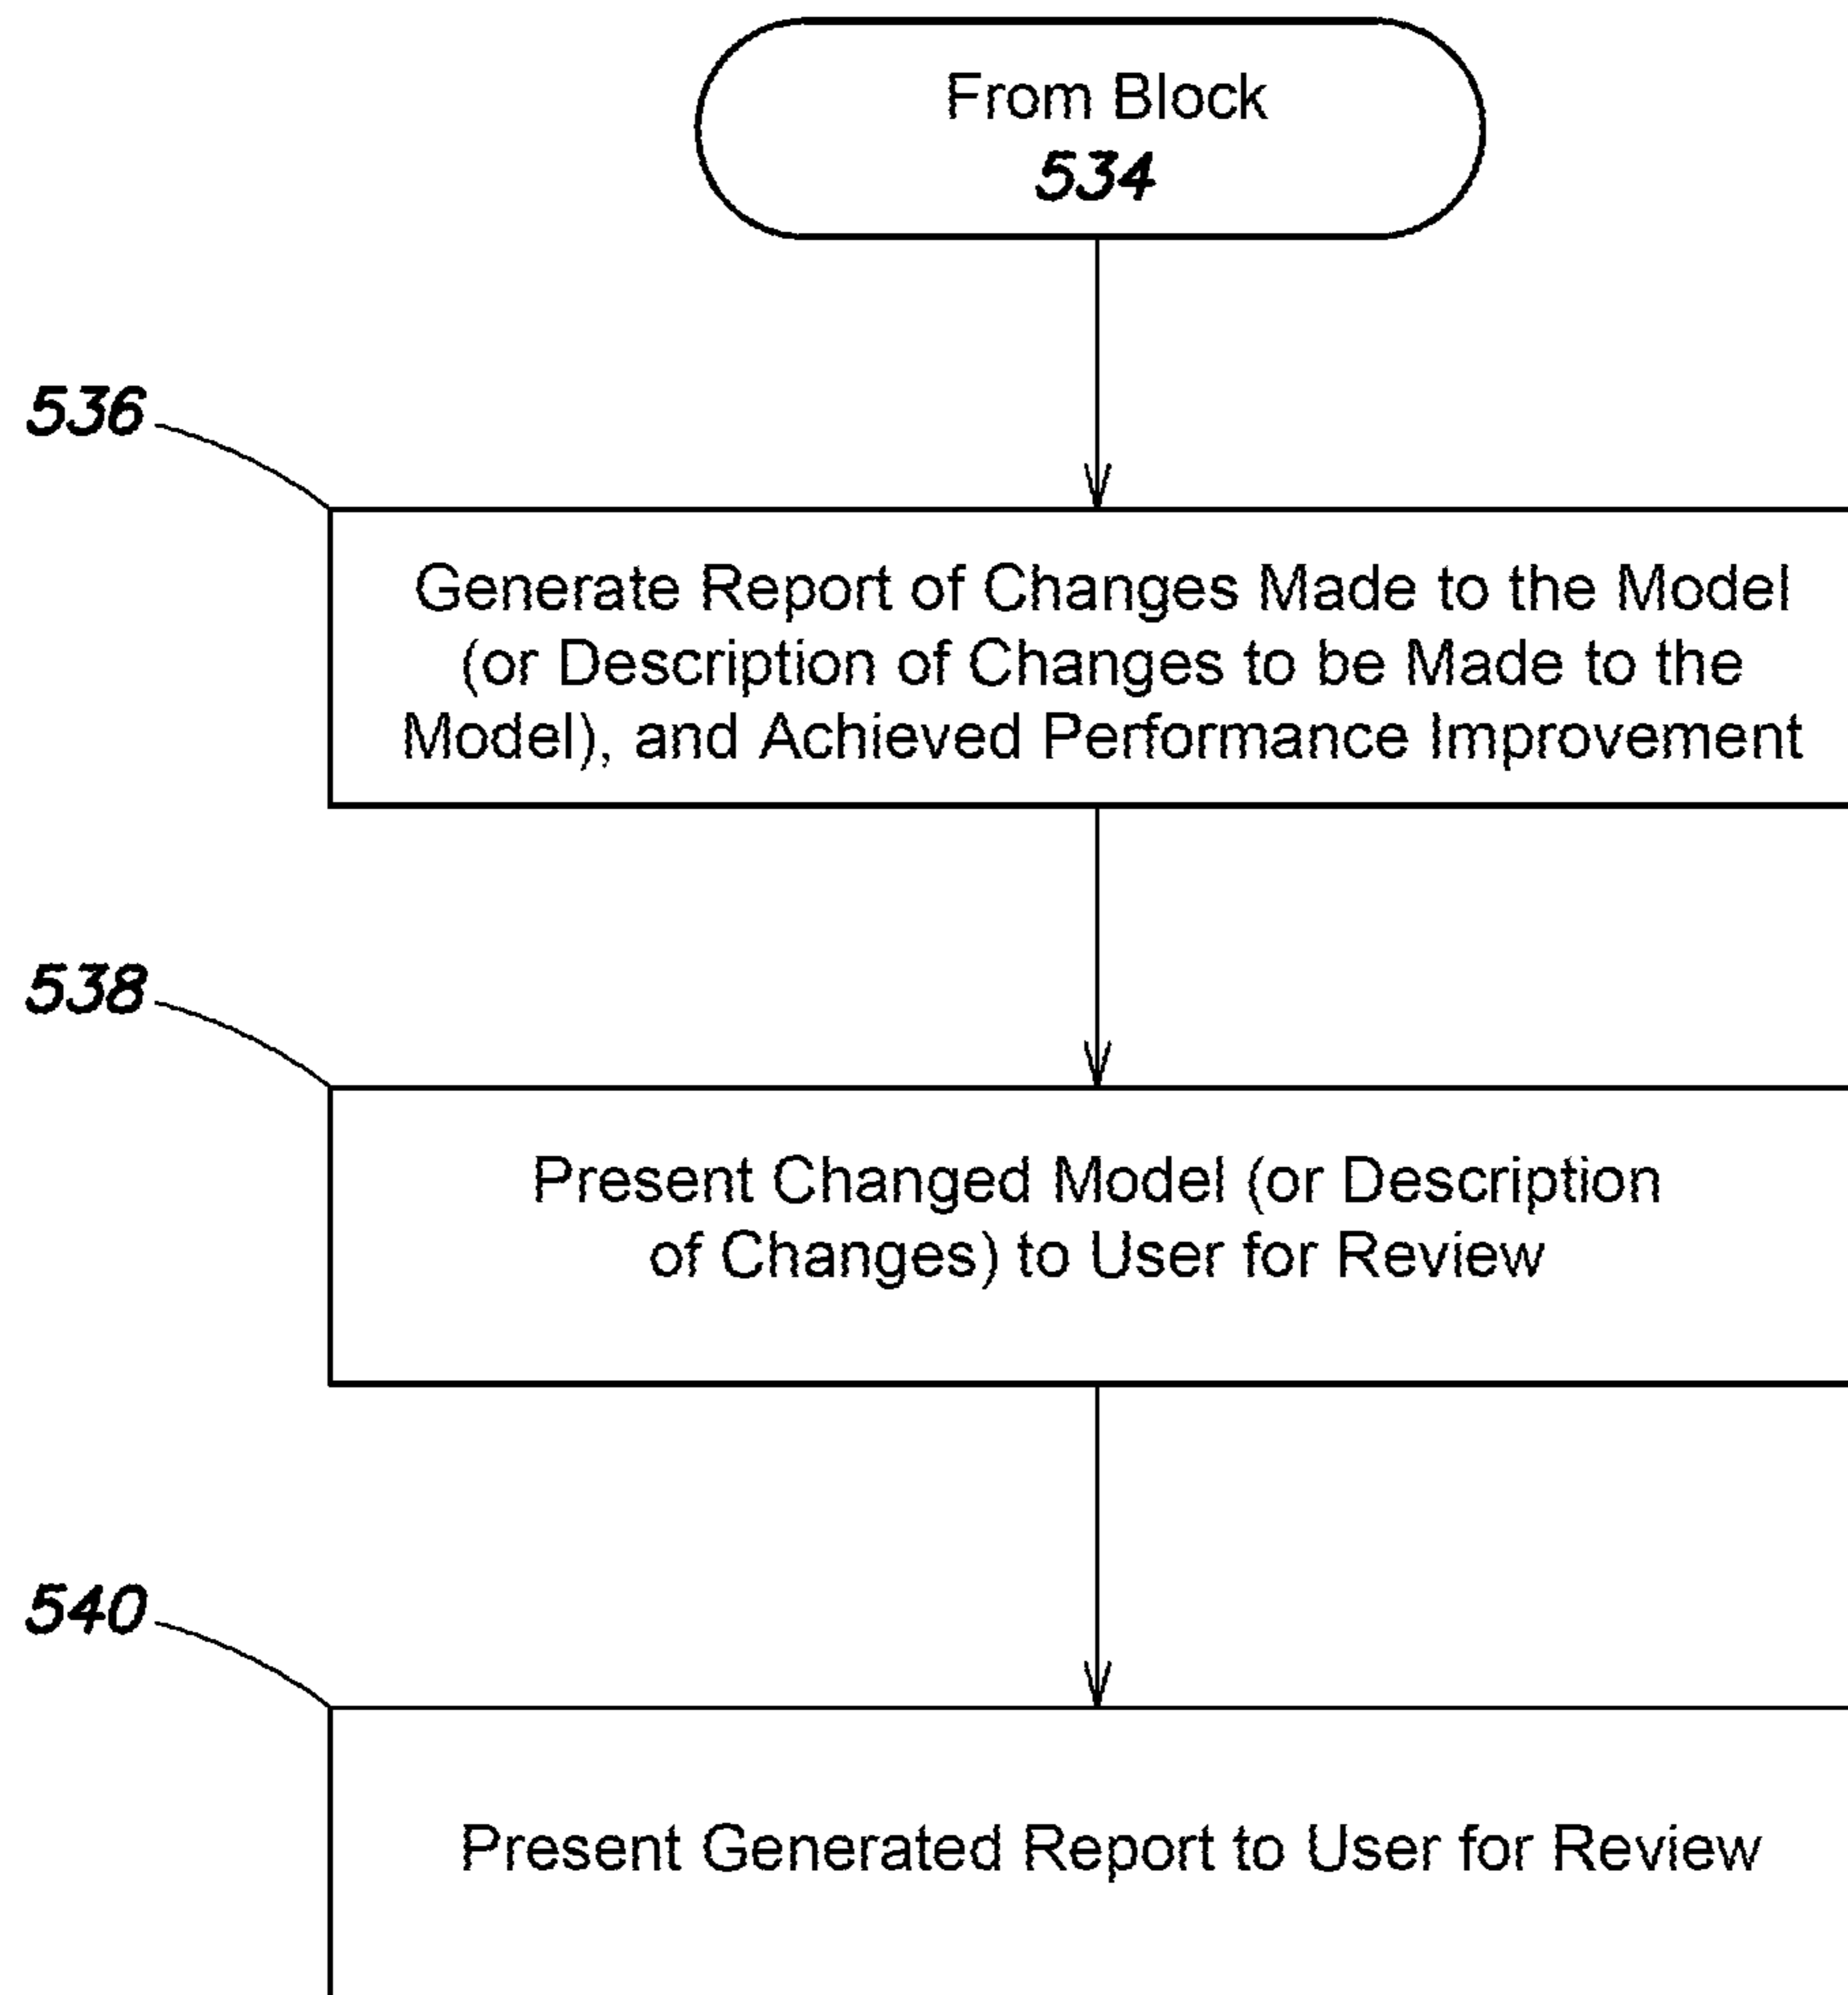 From Block
534
536
Generate Report of Changes Made to the Model
(or Description of Changes to be Made to the
Model), and Achieved Performance Improvement
538
Present Changed Model (or Description
of Changes) to User for Review
540
Present Generated Report to User for Review